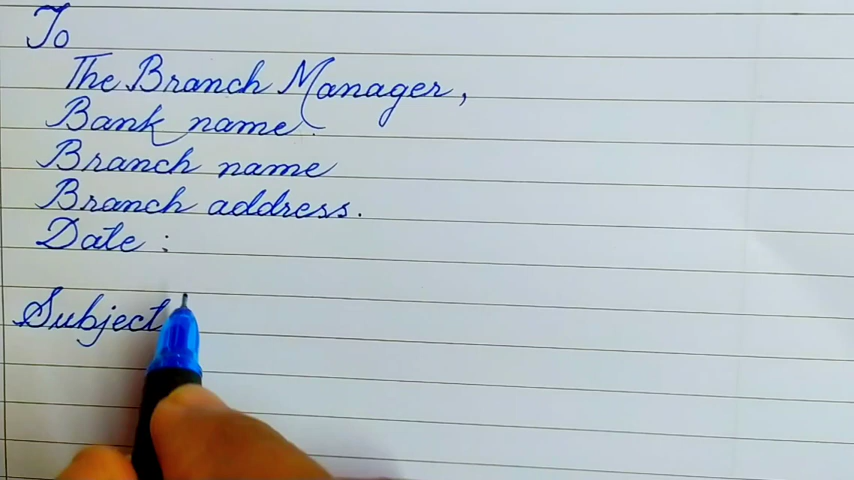 To
The Branch Manager,
Bank name.
Branch name
Branch address.
Date :
Subject